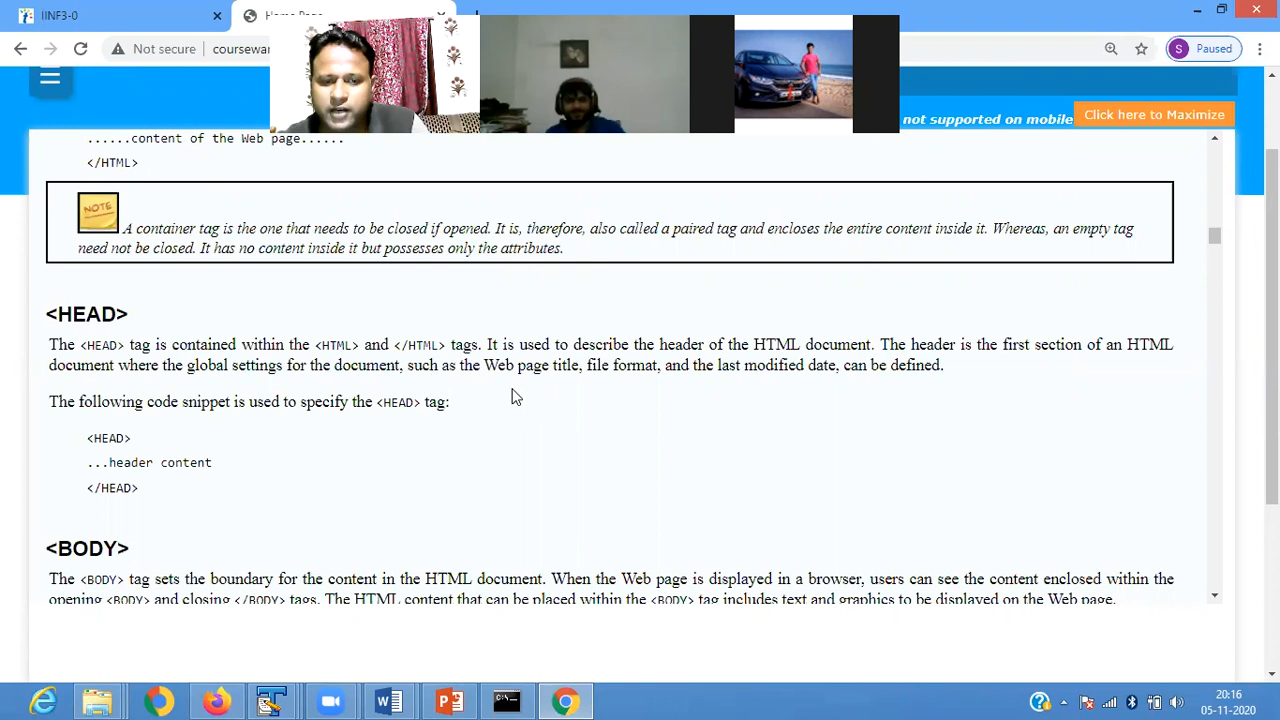 IINF3-0
Home Page
Not secure
coursewar
S Paused
not supported on mobile
Click here to Maximize
......content of the Web page......
</HTML>
NOTE
A container tag is the one that needs to be closed if opened. It is, therefore, also called a paired tag and encloses the entire content inside it. Whereas, an empty tag
need not be closed. It has no content inside it but possesses only the attributes.
<HEAD>
The <HEAD> tag is contained within the <HTML> and </HTML> tags. It is used to describe the header of the HTML document. The header is the first section of an HTML
document where the global settings for the document, such as the Web page title, file format, and the last modified date, can be defined.
The following code snippet is used to specify the <HEAD> tag:
<HEAD>
...header content
</HEAD>
<BODY>
The <BODY> tag sets the boundary for the content in the HTML document. When the Web page is displayed in a browser, users can see the content enclosed within the
opening <BODY> and closing </BODY> tags. The HTML content that can be placed within the <BODY> tag includes text and graphics to be displayed on the Web page.
20:16
05-11-2020